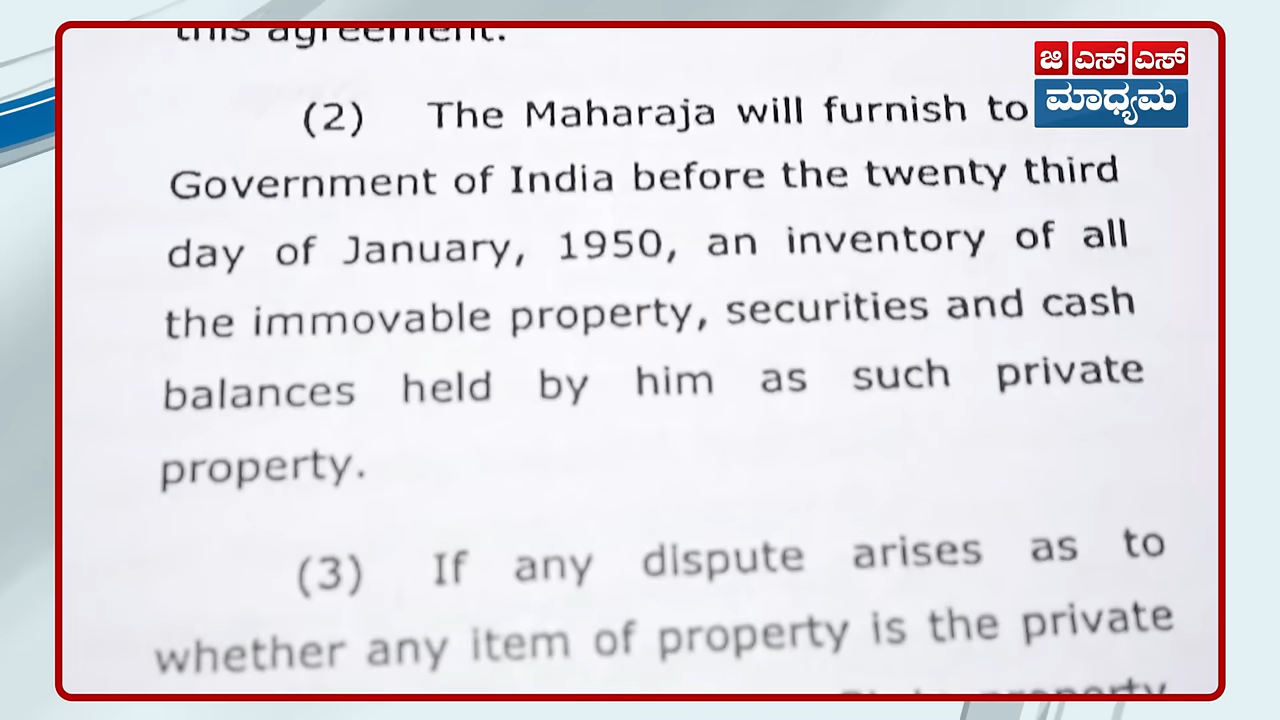 this agreement.
ಜಿ ಎಸ್ ಎಸ್
ಮಾಧ್ಯಮ
(2) The Maharaja will furnish to
Government of India before the twenty third
day of January, 1950, an inventory of all
the immovable property, securities and cash
balances held by him as such private
property.
(3) If any dispute arises as to
whether any item of property is the private
property